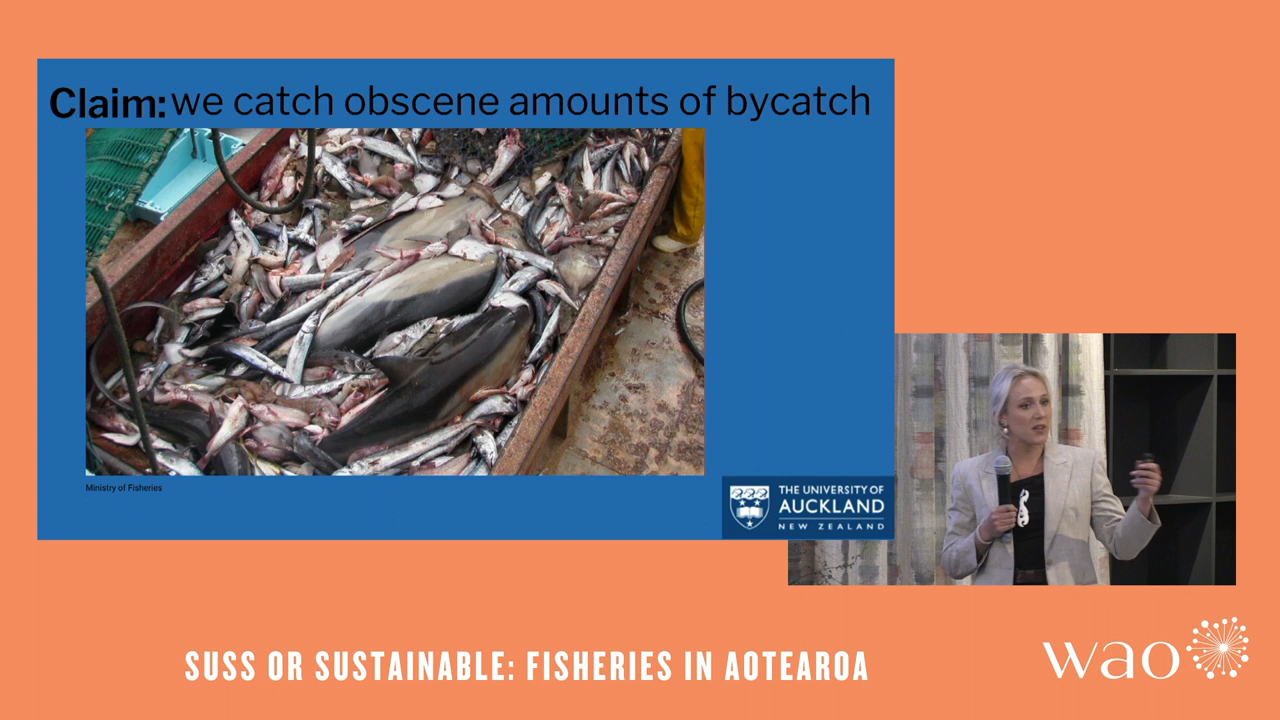 Claim: we catch obscene amounts of bycatch
Ministry of Fisheries
THE UNIVERSITY OF
AUCKLAND
NEW ZEALAND
SUSS OR SUSTAINABLE: FISHERIES IN AOTEAROA
wao